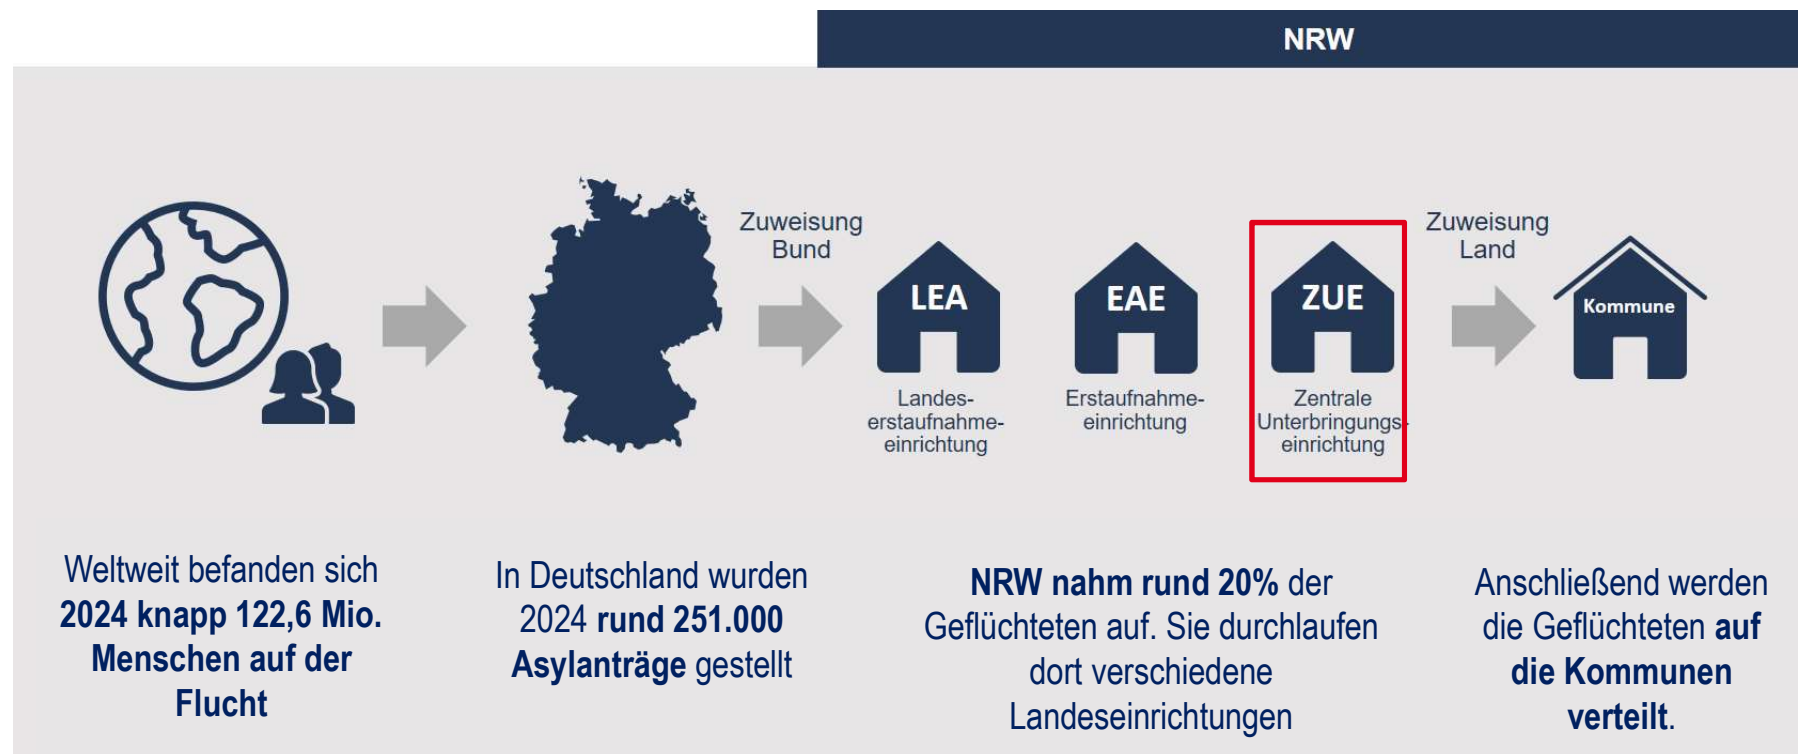 NRW
Zuweisung
Bund
LEA
Landes-
erstaufnahme-
einrichtung
EAE
Erstaufnahme-
einrichtung
ZUE
Zentrale
Unterbringungs-
einrichtung
Zuweisung
Land
Kommune
Weltweit befanden sich
2024 knapp 122,6 Mio.
Menschen auf der
Flucht
In Deutschland wurden
2024 rund 251.000
Asylanträge gestellt
NRW nahm rund 20% der
Geflüchteten auf. Sie durchlaufen
dort verschiedene
Landeseinrichtungen
Anschließend werden
die Geflüchteten auf
die Kommunen
verteilt.